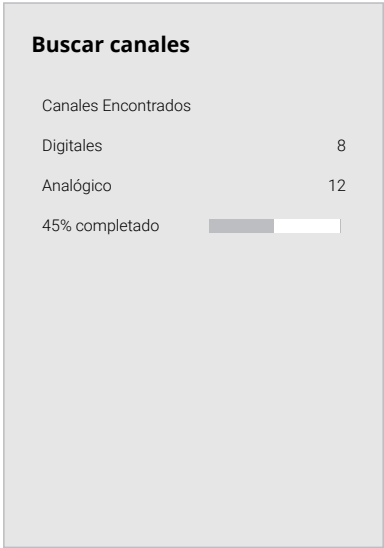 Buscar canales
Canales Encontrados
Digitales 8
Analógico 12
45% completado